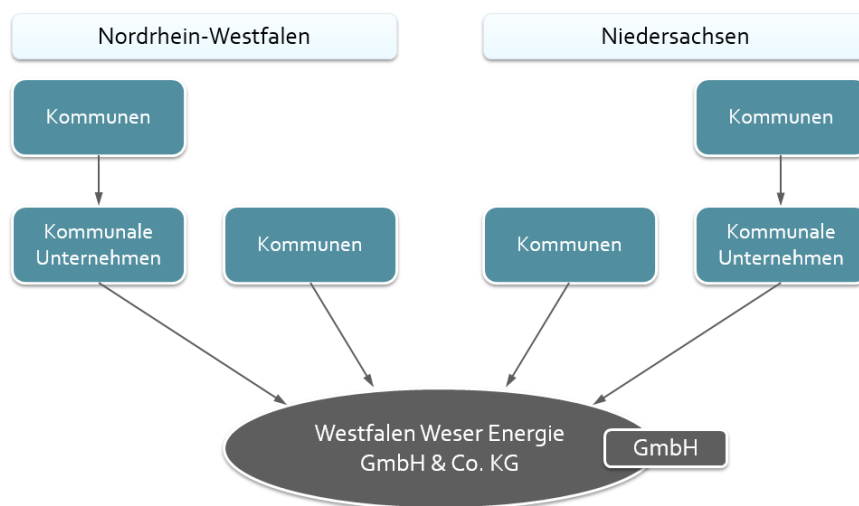 Nordrhein-Westfalen
Niedersachsen
Kommunen
Kommunen
Kommunale
Unternehmen
Kommunen
Kommunen
Kommunale
Unternehmen
Westfalen Weser Energie
GmbH & Co. KG
GmbH